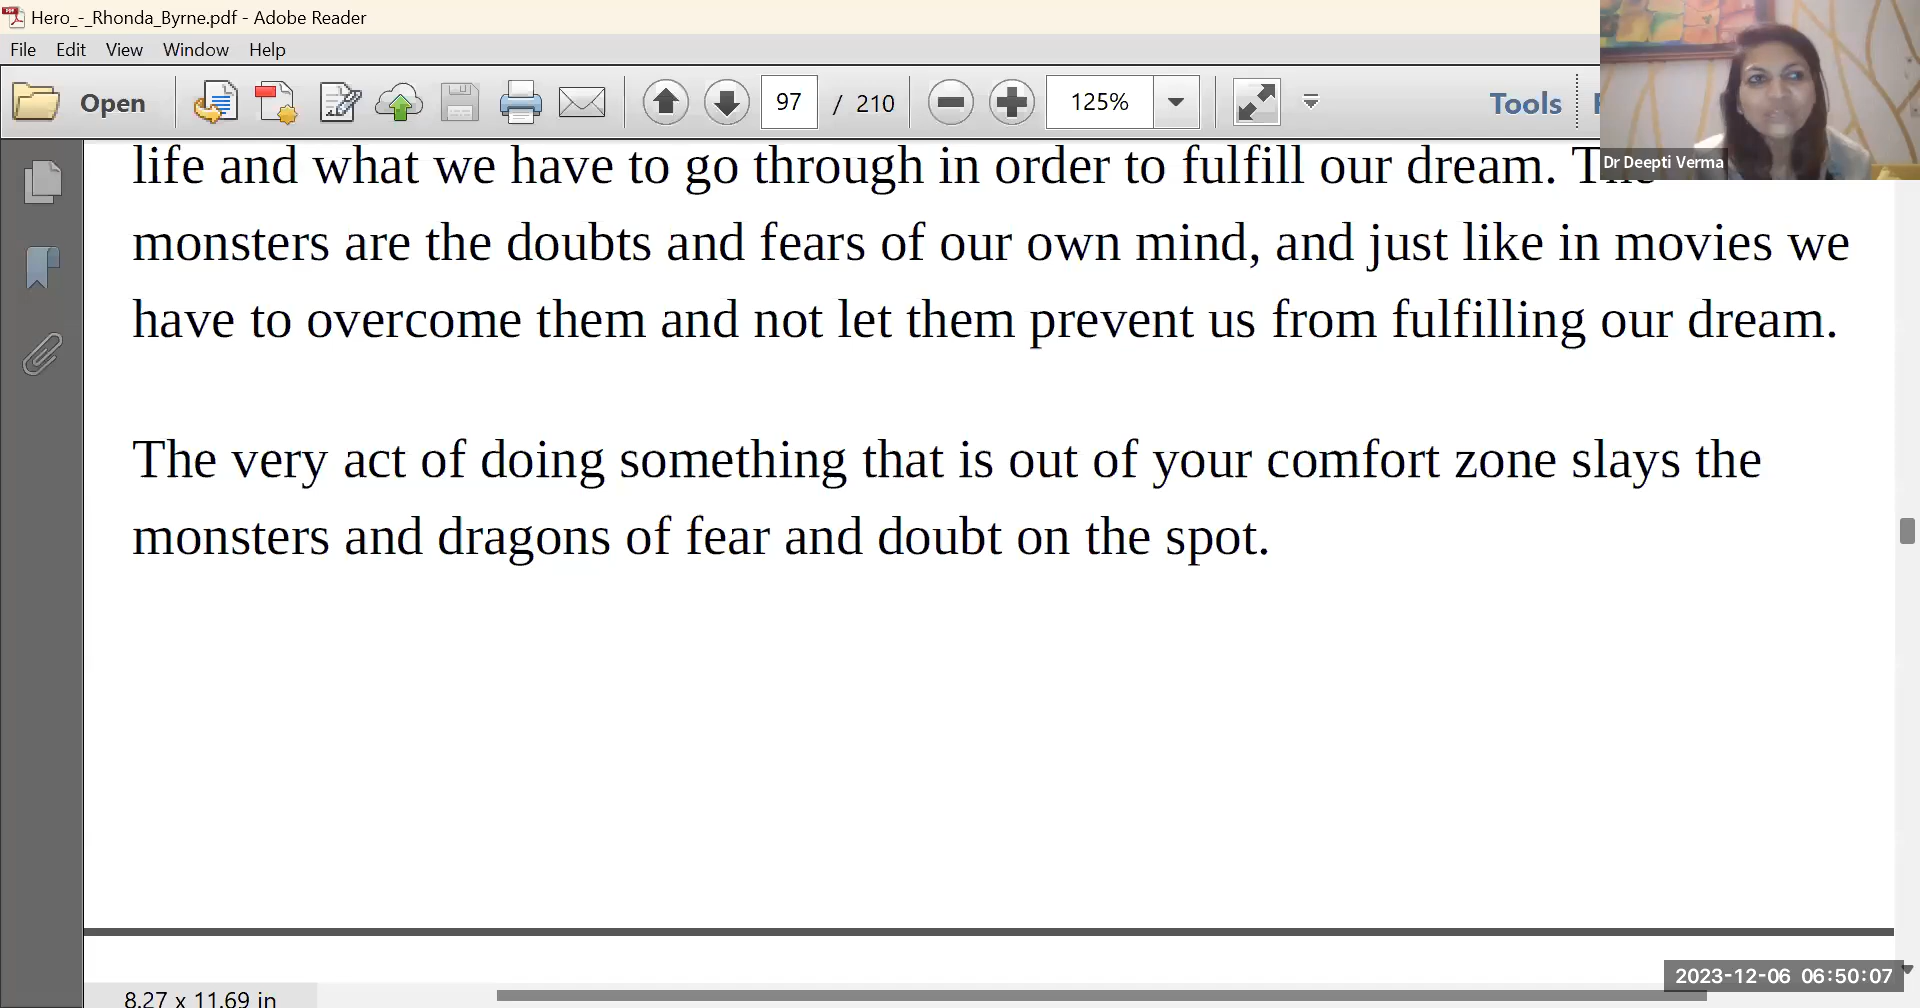 Hero_-_Rhonda_Byrne.pdf - Adobe Reader
File Edit View Window Help
Open 97 / 210 125% Tools
Dr Deepti Verma
life and what we have to go through in order to fulfill our dream. The
monsters are the doubts and fears of our own mind, and just like in movies we
have to overcome them and not let them prevent us from fulfilling our dream.
The very act of doing something that is out of your comfort zone slays the
monsters and dragons of fear and doubt on the spot.
2023-12-06 06:50:07
8.27 x 11.69 in